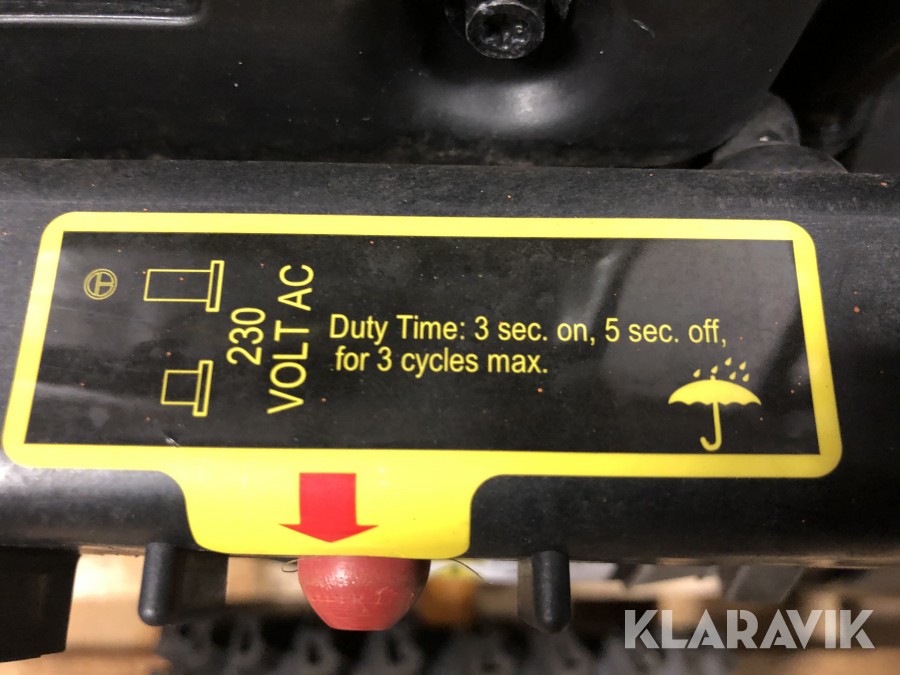 230
VOLT AC
Duty Time: 3 sec. on, 5 sec. off,
for 3 cycles max.
KLARAVIK